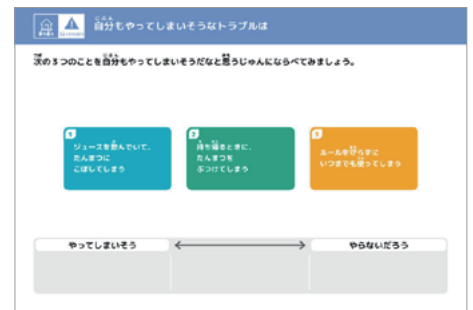 自分もやってしまいそうなトラブルは
次の3つのことを自分もやってしまいそうだなと思うじゅんにならべてみましょう。
1
ジュースを飲んでいて、
たんまつに
こぼしてしまう
2
持ち帰るときに、
たんまつを
ぶつけてしまう
3
ルールを守らずに
いつまでも使ってしまう
やってしまいそう
やらないだろう